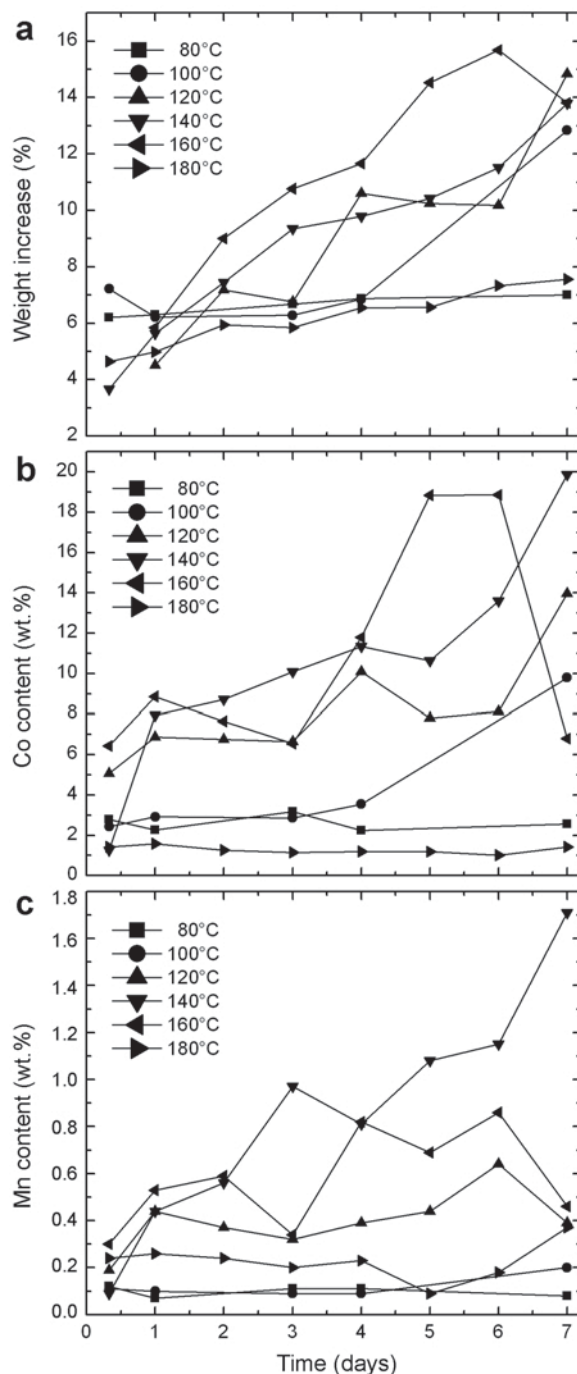 a
16
14
12
10
8
6
4
2
Weight increase (%)
80°C
100°C
120°C
140°C
160°C
180°C
b
20
18
16
14
12
10
8
6
4
2
0
Co content (wt.%)
80°C
100°C
120°C
140°C
160°C
180°C
c
1.8
1.6
1.4
1.2
1.0
0.8
0.6
0.4
0.2
0.0
Mn content (wt.%)
80°C
100°C
120°C
140°C
160°C
180°C
0 1 2 3 4 5 6 7
Time (days)